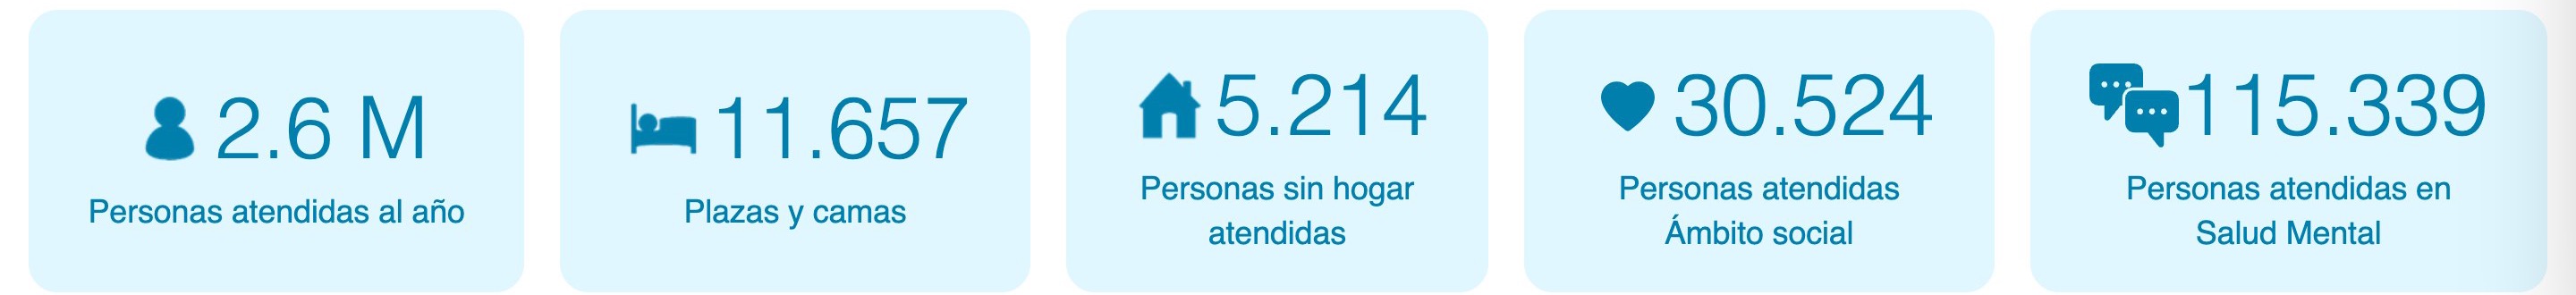 2.6 M
Personas atendidas al año
11.657
Plazas y camas
5.214
Personas sin hogar
atendidas
30.524
Personas atendidas
Ámbito social
115.339
Personas atendidas en
Salud Mental